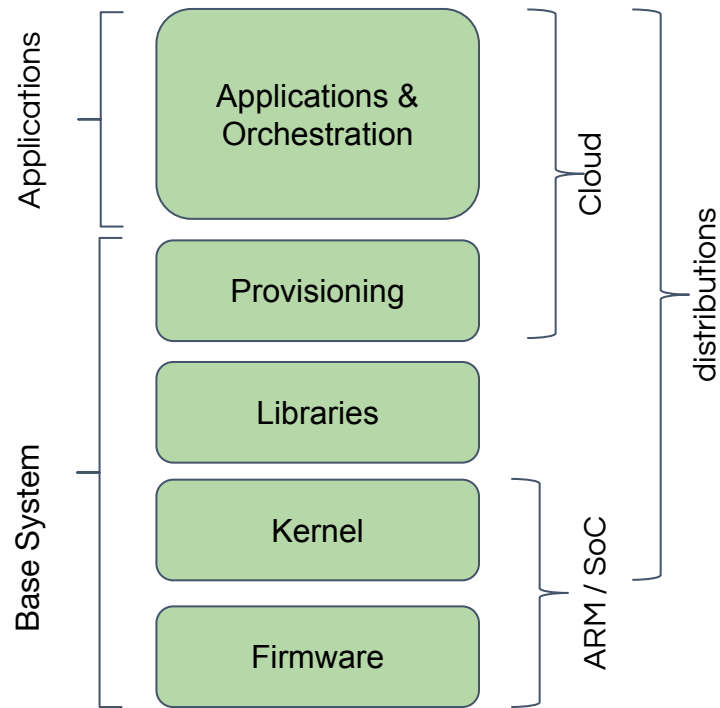 Applications
Applications &
Orchestration
Cloud
distributions
Provisioning
Libraries
Base System
Kernel
ARM / SoC
Firmware